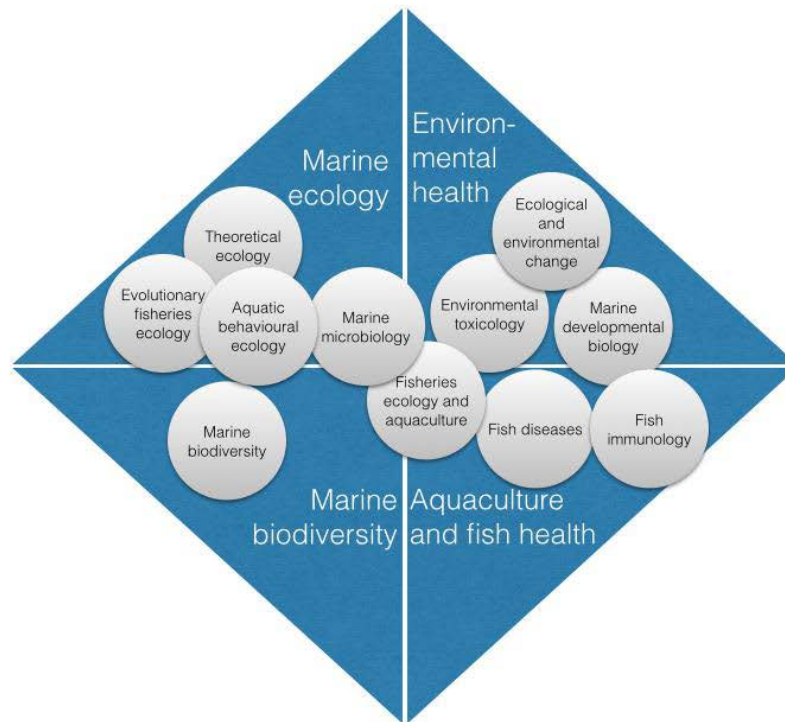 Marine
ecology
Environ-
mental
health
Theoretical
ecology
Ecological
and
environmental
change
Evolutionary
fisheries
ecology
Aquatic
behavioural
ecology
Marine
microbiology
Environmental
toxicology
Marine
developmental
biology
Fisheries
ecology and
aquaculture
Marine
biodiversity
Fish diseases
Fish
immunology
Marine
biodiversity
Aquaculture
and fish health